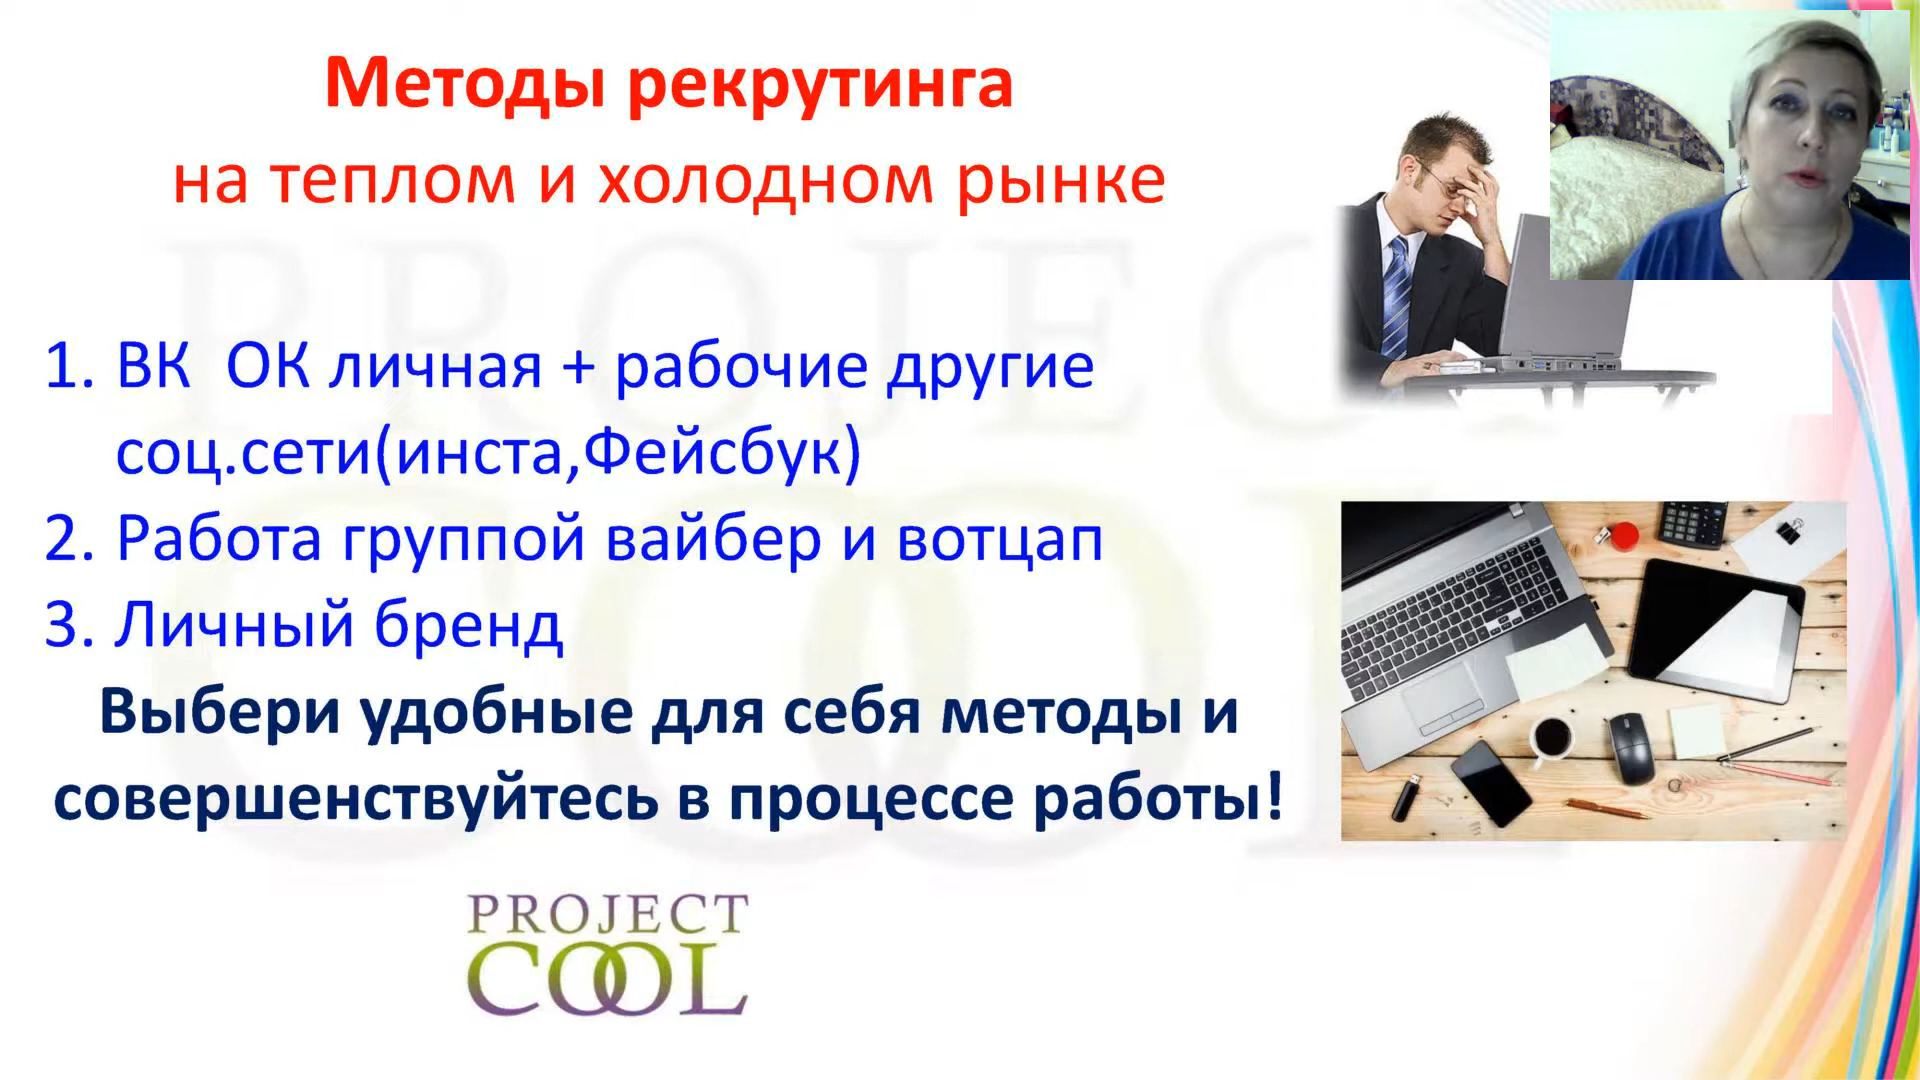 Методы рекрутинга
на теплом и холодном рынке
1. ВК ОК личная + рабочие другие
соц.сети(инста,Фейсбук)
2. Работа группой вайбер и вотцап
3. Личный бренд
Выбери удобные для себя методы и
совершенствуйтесь в процессе работы!
PROJECT
COOL